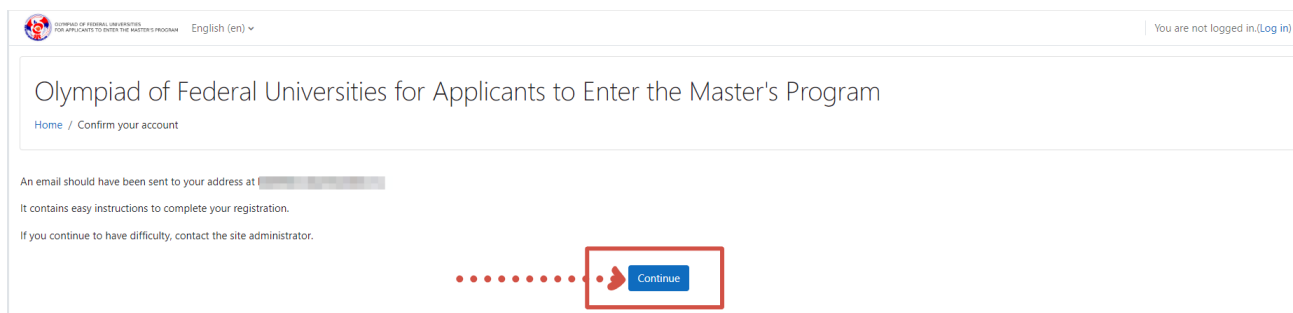 OLYMPIAD OF FEDERAL UNIVERSITIES
FOR APPLICANTS TO ENTER THE MASTER'S PROGRAM
English (en)
You are not logged in.(Log in)
Olympiad of Federal Universities for Applicants to Enter the Master's Program
Home / Confirm your account
An email should have been sent to your address at
It contains easy instructions to complete your registration.
If you continue to have difficulty, contact the site administrator.
Continue